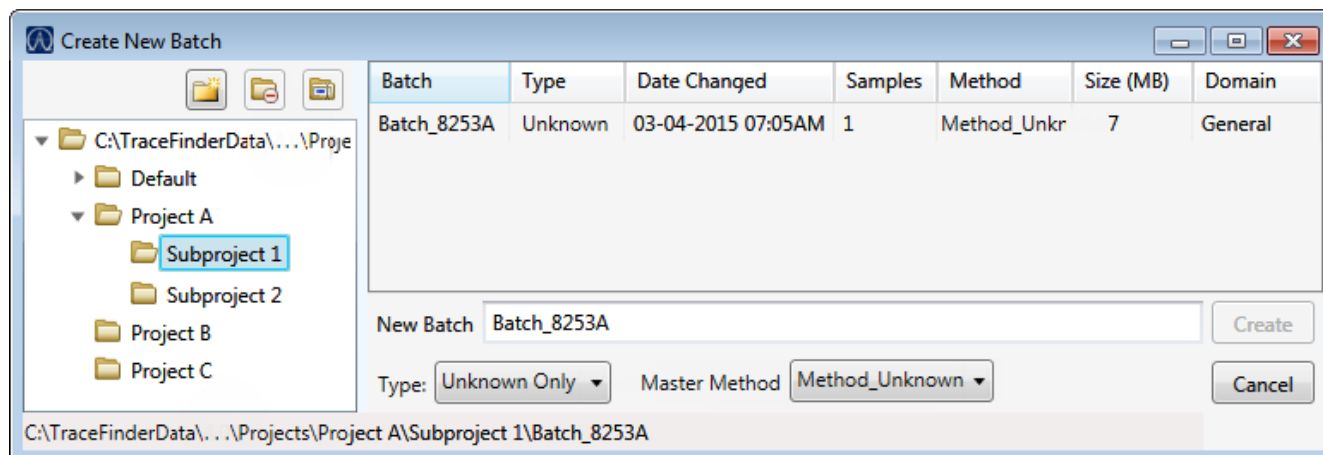 Create New Batch
Batch Type Date Changed Samples Method Size (MB) Domain
Batch_8253A Unknown 03-04-2015 07:05AM 1 Method_Unkr 7 General
C:\TraceFinderData\...\Proje
Default
Project A
Subproject 1
Subproject 2
Project B
Project C
New Batch Batch_8253A Create
Type: Unknown Only Master Method Method_Unknown Cancel
C:\TraceFinderData\...\Projects\Project A\Subproject 1\Batch_8253A